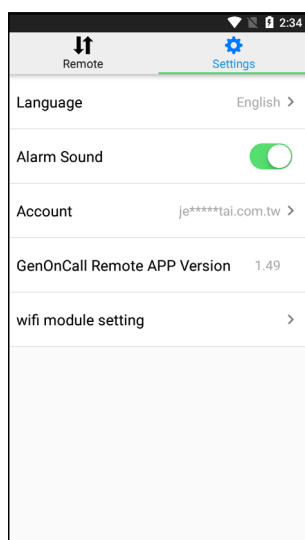 2:34
Remote
Settings
Language English
Alarm Sound
Account je*****tai.com.tw
GenOnCall Remote APP Version 1.49
wifi module setting